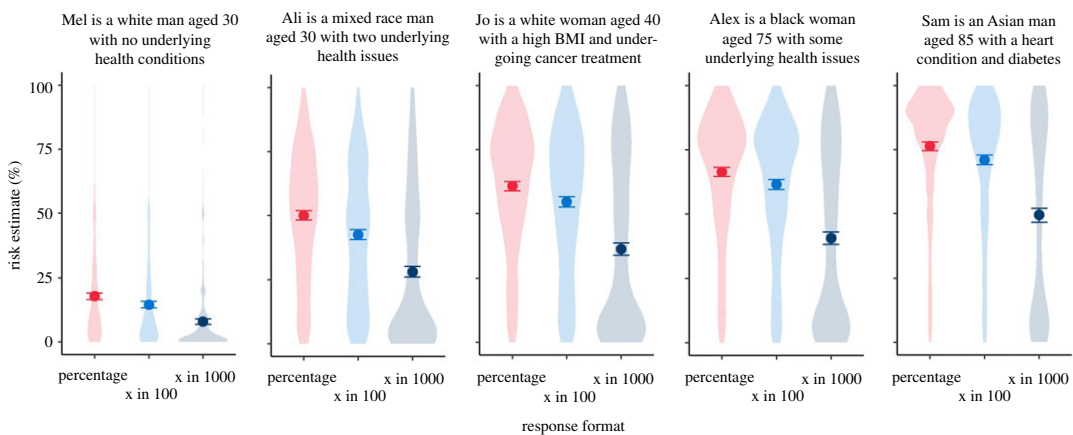 Mel is a white man aged 30
with no underlying
health conditions
Ali is a mixed race man
aged 30 with two underlying
health issues
Jo is a white woman aged 40
with a high BMI and under-
going cancer treatment
Alex is a black woman
aged 75 with some
underlying health issues
Sam is an Asian man
aged 85 with a heart
condition and diabetes
risk estimate (%)
100
75
50
25
0
percentage
x in 100
x in 1000
percentage
x in 100
x in 1000
percentage
x in 100
x in 1000
percentage
x in 100
x in 1000
percentage
x in 100
x in 1000
response format